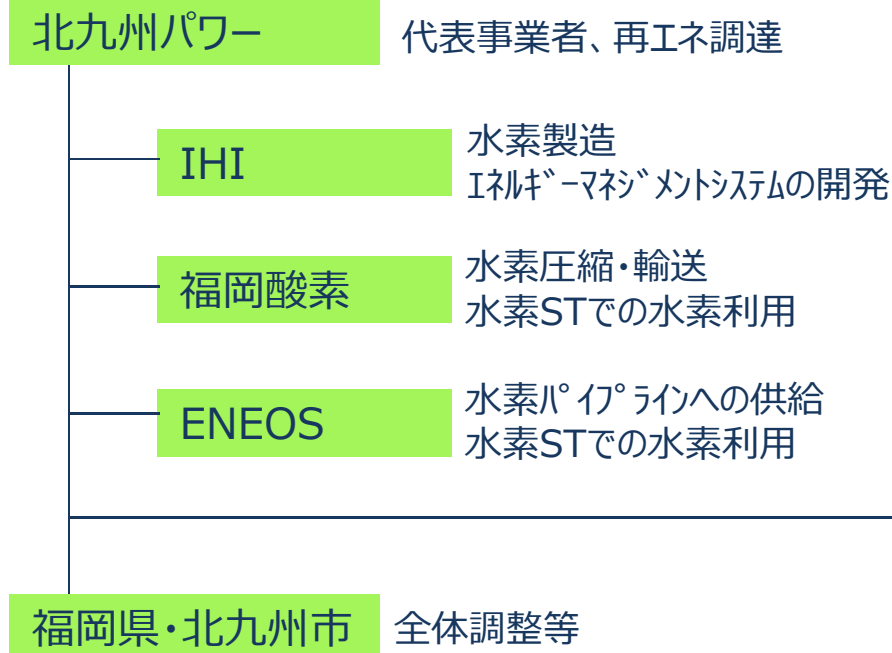 北九州パワー 代表事業者、再エネ調達
IHI
水素製造
ｴﾈﾙｷﾞｰﾏﾈｼﾞﾒﾝﾄｼｽﾃﾑの開発
福岡酸素
水素圧縮・輸送
水素STでの水素利用
ENEOS
水素ﾊﾟｲﾌﾟﾗｲﾝへの供給
水素STでの水素利用
福岡県・北九州市 全体調整等